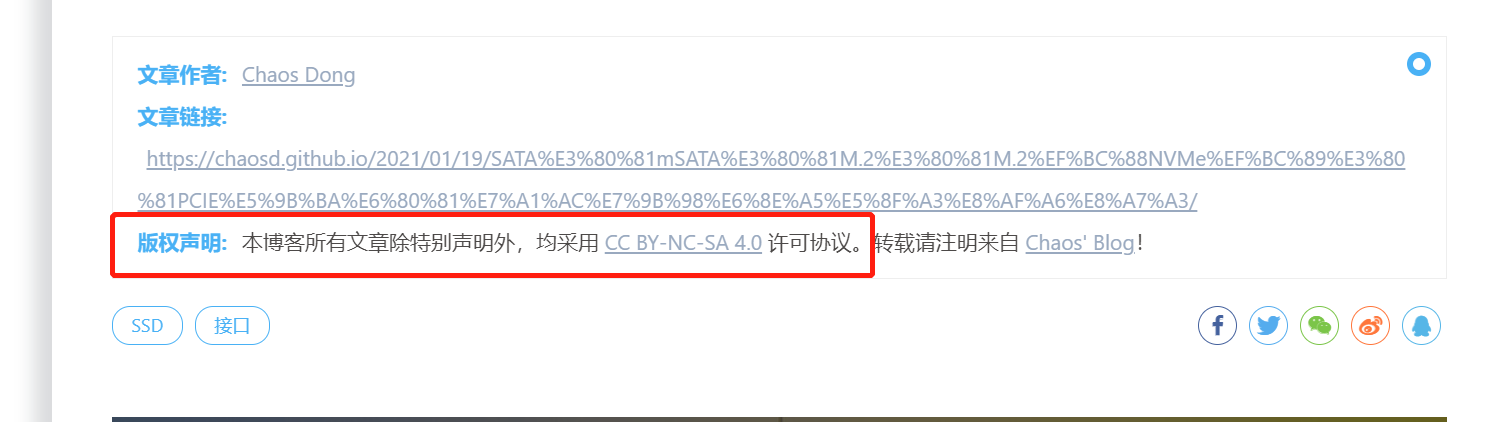 文章作者: Chaos Dong
文章链接:
https://chaosd.github.io/2021/01/19/SATA%E3%80%81mSATA%E3%80%81M.2%E3%80%81M.2%EF%BC%88NVMe%EF%BC%89%E3%80
%81PCIE%E5%9B%BA%E6%80%81%E7%A1%AC%E7%9B%98%E6%8E%A5%E5%8F%A3%E8%AF%A6%E8%A7%A3/
版权声明: 本博客所有文章除特别声明外，均采用 CC BY-NC-SA 4.0 许可协议。转载请注明来自 Chaos' Blog！
SSD 接口